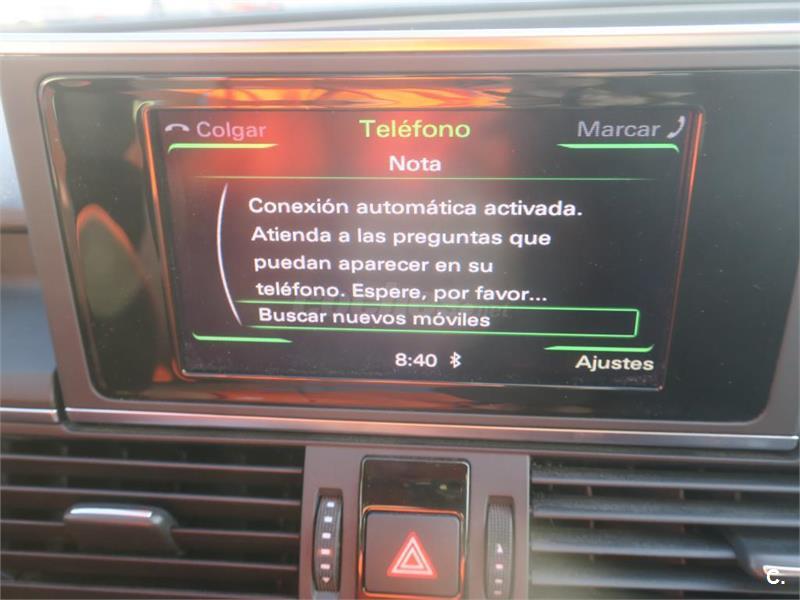 Colgar Teléfono Marcar
Nota
Conexión automática activada.
Atienda a las preguntas que
puedan aparecer en su
teléfono. Espere, por favor...
Buscar nuevos móviles
8:40 Ajustes
c.